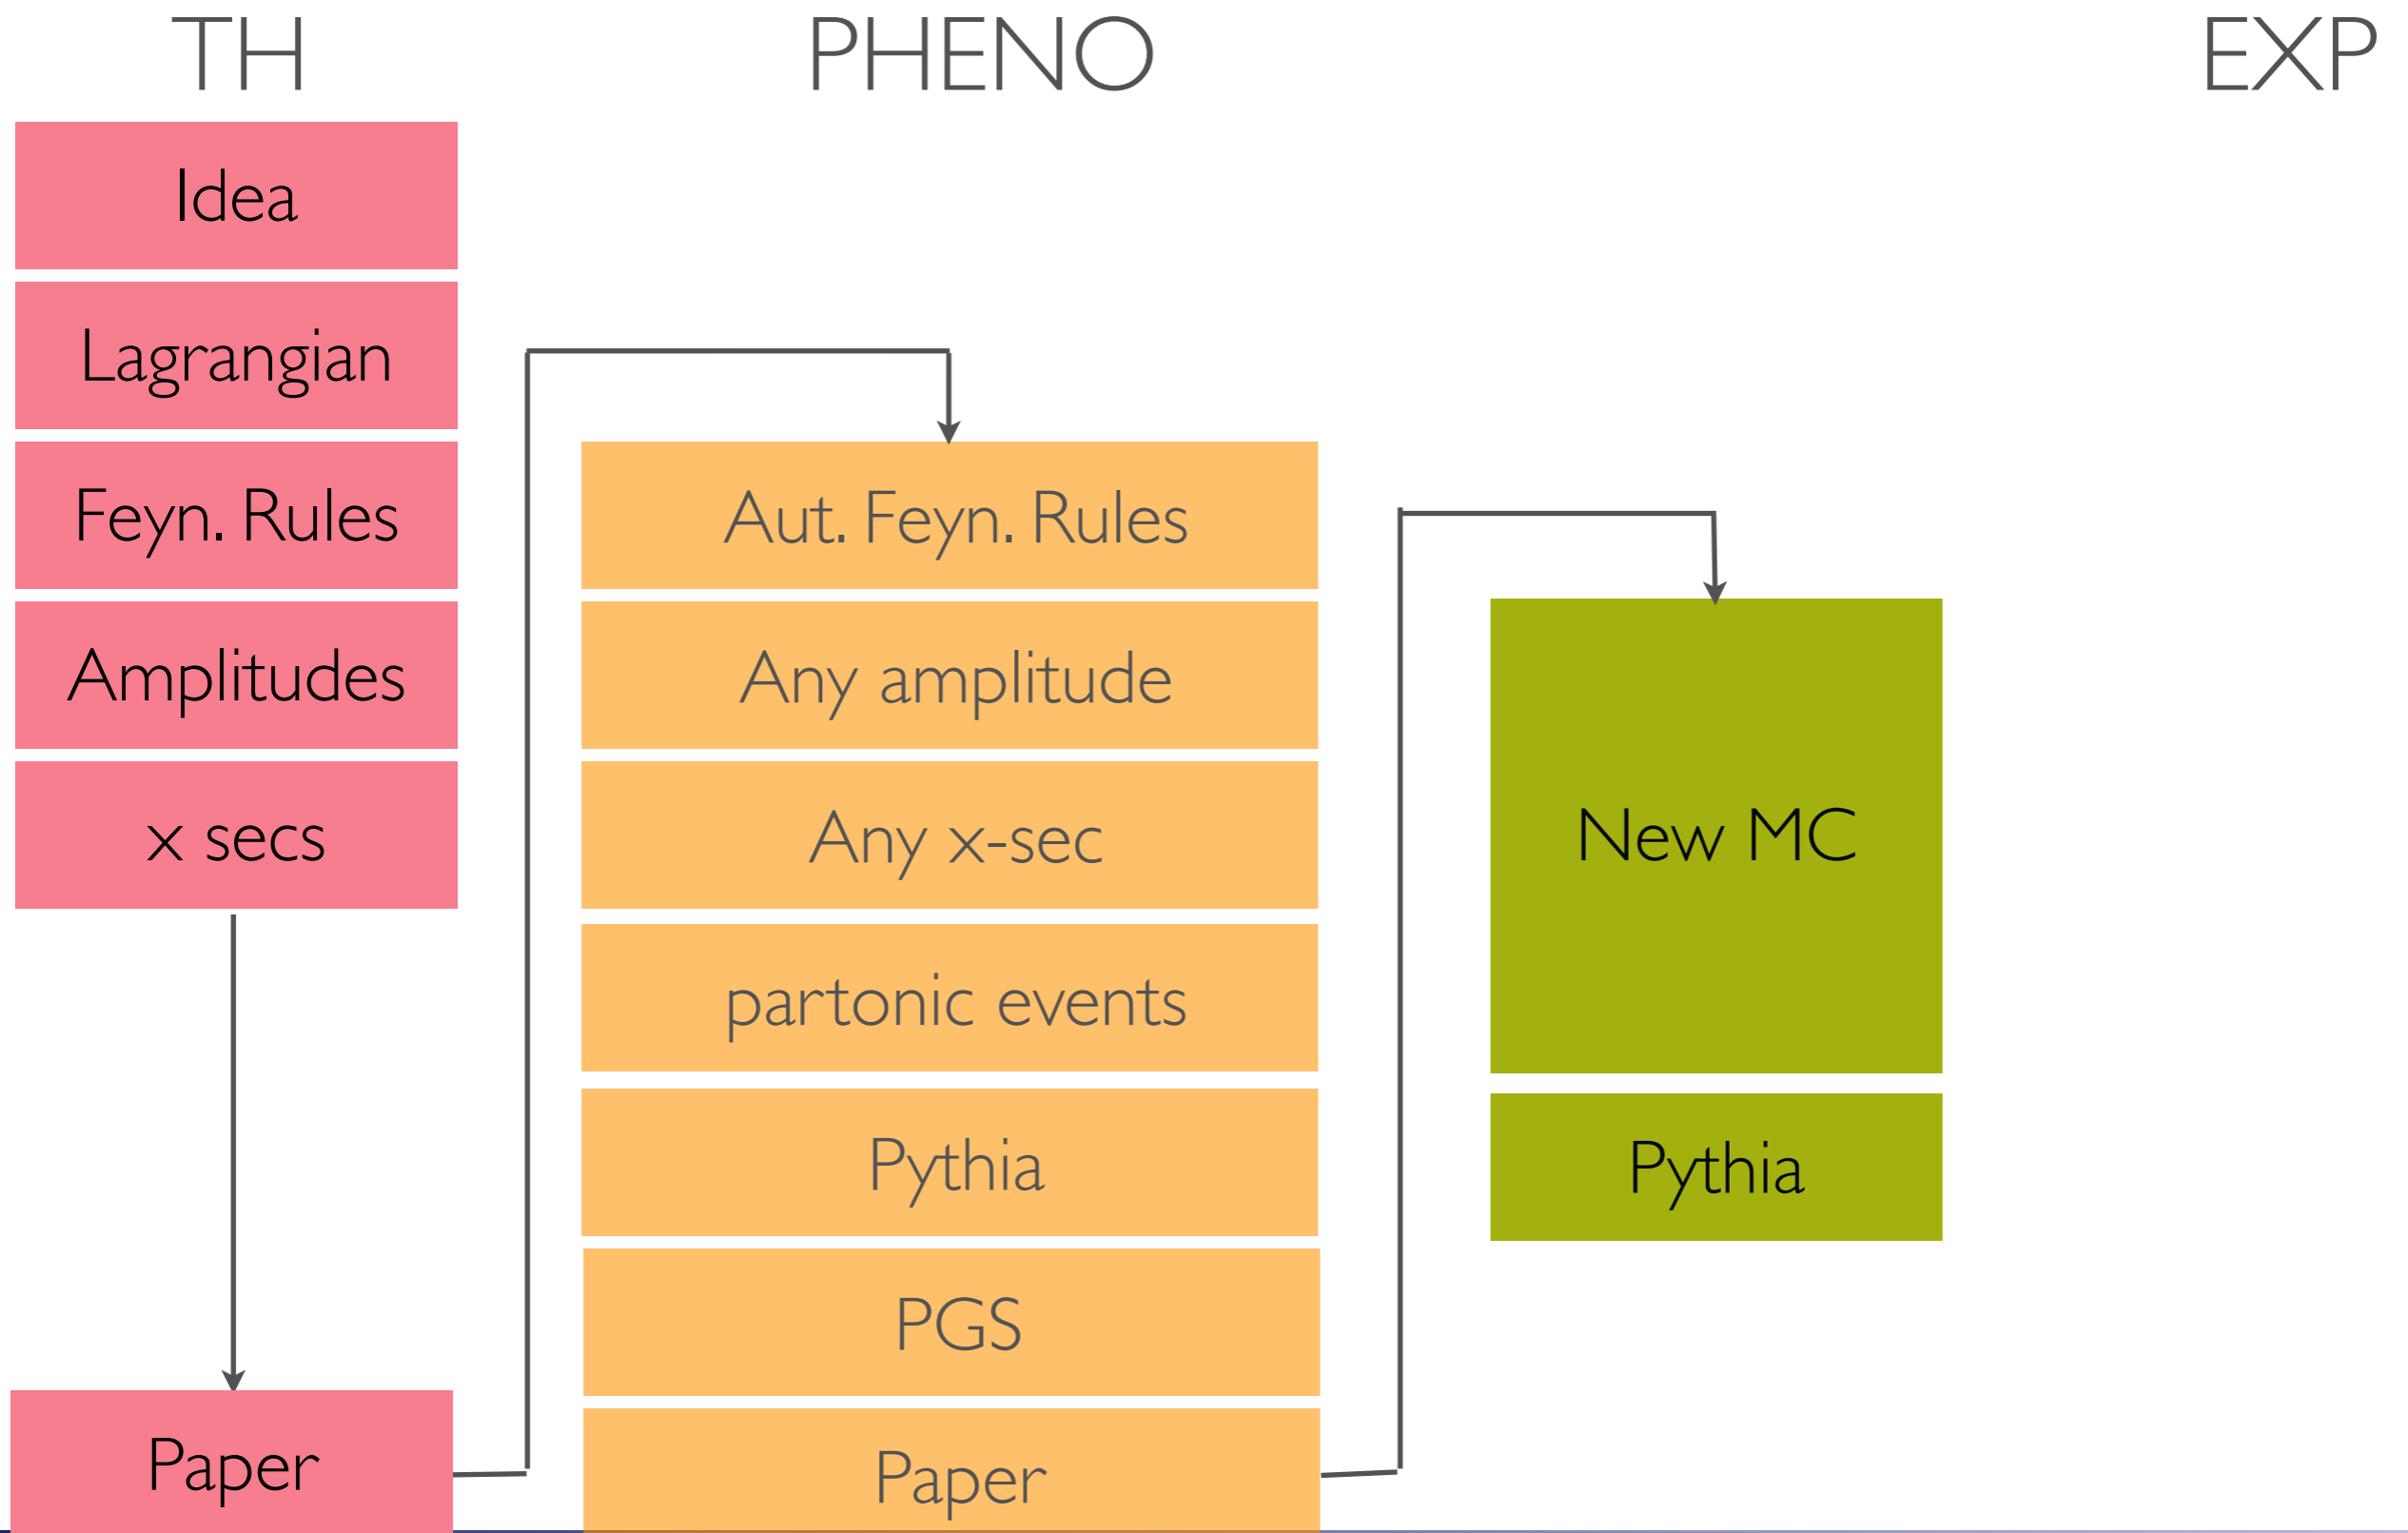 TH
PHENO
EXP
Idea
Lagrangian
Feyn. Rules
Amplitudes
x secs
Paper
Aut. Feyn. Rules
Any amplitude
Any x-sec
partonic events
Pythia
PGS
Paper
New MC
Pythia